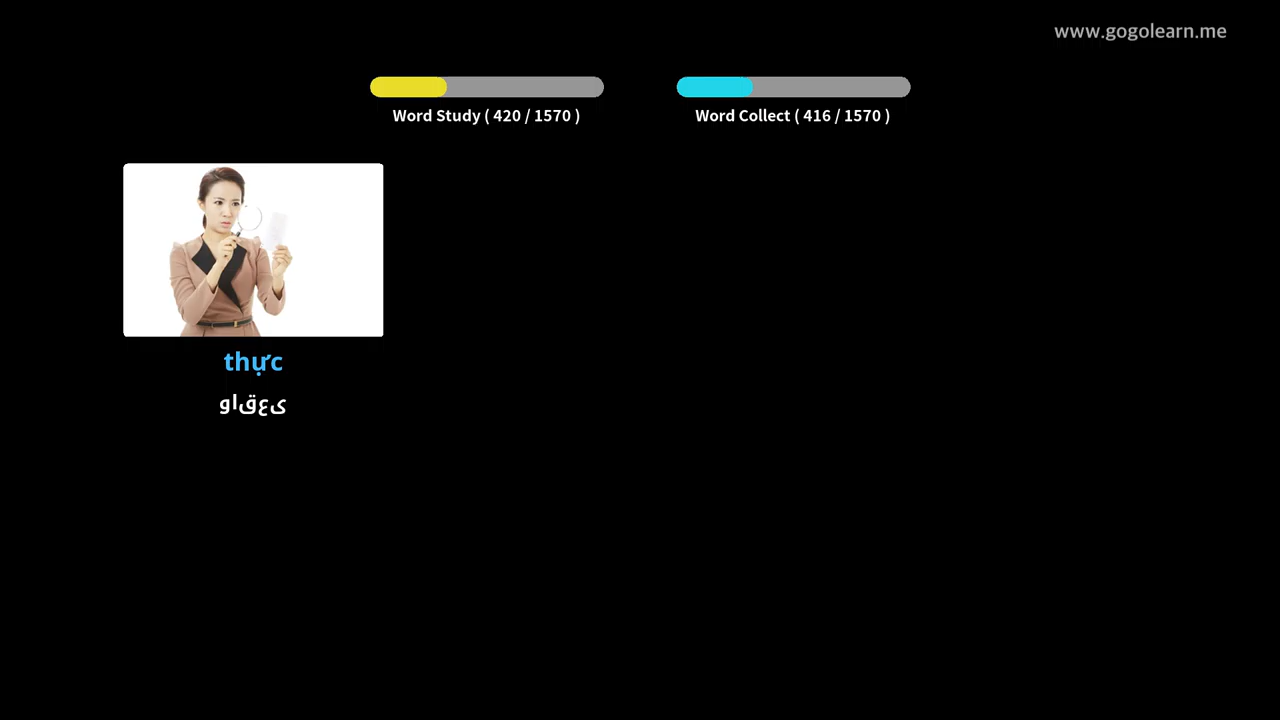 www.gogolearn.me
Word Study ( 420 / 1570 )
Word Collect ( 416 / 1570 )
thực
واقعی